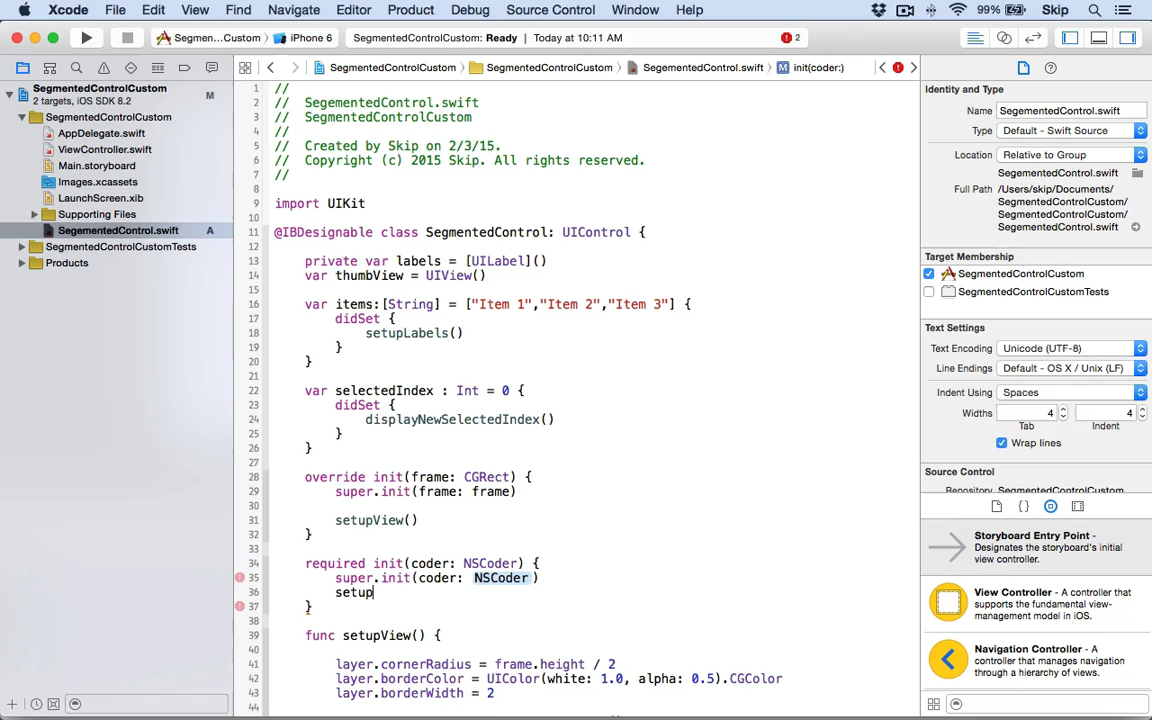 Xcode File Edit View Find Navigate Editor Product Debug Source Control Window Help 99% Skip
Segmen...Custom iPhone 6 SegmentedControlCustom: Ready Today at 10:11 AM 2
SegmentedControlCustom SegmentedControlCustom SegementedControl.swift M init(coder:)
SegmentedControlCustom M
2 targets, iOS SDK 8.2
SegmentedControlCustom
AppDelegate.swift
ViewController.swift
Main.storyboard
Images.xcassets
LaunchScreen.xib
Supporting Files
SegementedControl.swift A
SegmentedControlCustomTests
Products
1 //
2 // SegementedControl.swift
3 // SegmentedControlCustom
4 //
5 // Created by Skip on 2/3/15.
6 // Copyright (c) 2015 Skip. All rights reserved.
7 //
8
9 import UIKit
10
11 @IBDesignable class SegmentedControl: UIControl {
12
13 private var labels = [UILabel]()
14 var thumbView = UIView()
15
16 var items:[String] = ["Item 1","Item 2","Item 3"] {
17 didSet {
18 setupLabels()
19 }
20 }
21
22 var selectedIndex : Int = 0 {
23 didSet {
24 displayNewSelectedIndex()
25 }
26 }
27
28 override init(frame: CGRect) {
29 super.init(frame: frame)
30
31 setupView()
32 }
33
34 required init(coder: NSCoder) {
35 super.init(coder: NSCoder)
36 setup
37 }
38
39 func setupView() {
40
41 layer.cornerRadius = frame.height / 2
42 layer.borderColor = UIColor(white: 1.0, alpha: 0.5).CGColor
43 layer.borderWidth = 2
44
Identity and Type
Name SegementedControl.swift
Type Default - Swift Source
Location Relative to Group
SegementedControl.swift
Full Path /Users/skip/Documents/
SegmentedControlCustom/
SegmentedControlCustom/
SegementedControl.swift
Target Membership
SegmentedControlCustom
SegmentedControlCustomTests
Text Settings
Text Encoding Unicode (UTF-8)
Line Endings Default - OS X / Unix (LF)
Indent Using Spaces
Widths 4 4
Tab Indent
Wrap lines
Source Control
Repository SegmentedControlCustom
Storyboard Entry Point -
Designates the storyboard's initial
view controller.
View Controller - A controller that
supports the fundamental view-
management model in iOS.
Navigation Controller - A
controller that manages navigation
through a hierarchy of views.